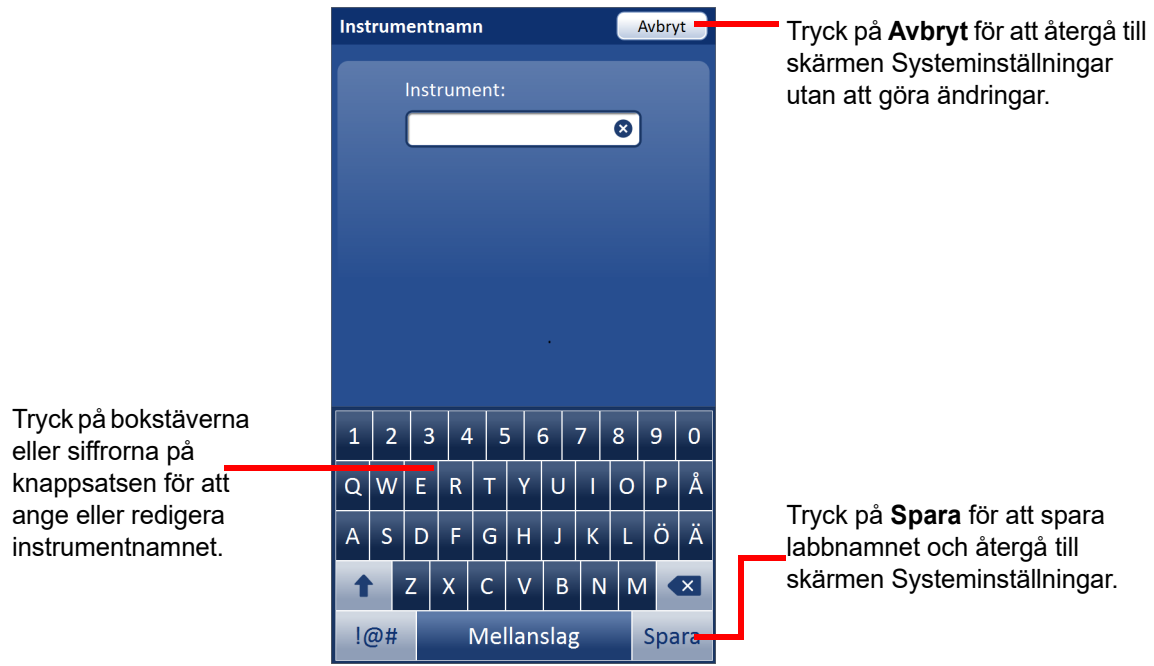 Instrumentnamn
Avbryt
Tryck på Avbryt för att återgå till
skärmen Systeminställningar
utan att göra ändringar.
Instrument:
Tryck på bokstäverna
eller siffrorna på
knappsatsen för att
ange eller redigera
instrumentnamnet.
1 2 3 4 5 6 7 8 9 0
Q W E R T Y U I O P Å
A S D F G H J K L Ö Ä
Z X C V B N M
!@# Mellanslag Spara
Tryck på Spara för att spara
labbnamnet och återgå till
skärmen Systeminställningar.